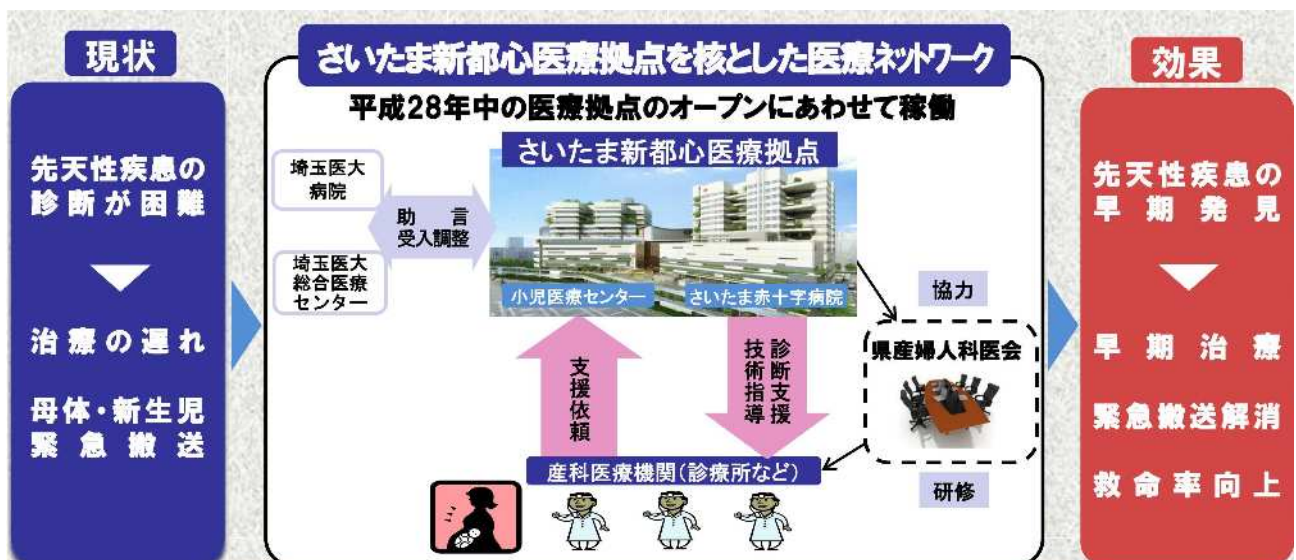 現状
先天性疾患の
診断が困難
治療の遅れ
母体・新生児
緊急搬送
さいたま新都心医療拠点を核とした医療ネットワーク
平成28年中の医療拠点のオープンにあわせて稼働
さいたま新都心医療拠点
埼玉医大
病院
助言
受入調整
埼玉医大
総合医療
センター
小児医療センター
さいたま赤十字病院
支援依頼
診断支援
技術指導
協力
県産婦人科医会
研修
産科医療機関(診療所など)
効果
先天性疾患の
早期発見
早期治療
緊急搬送解消
救命率向上